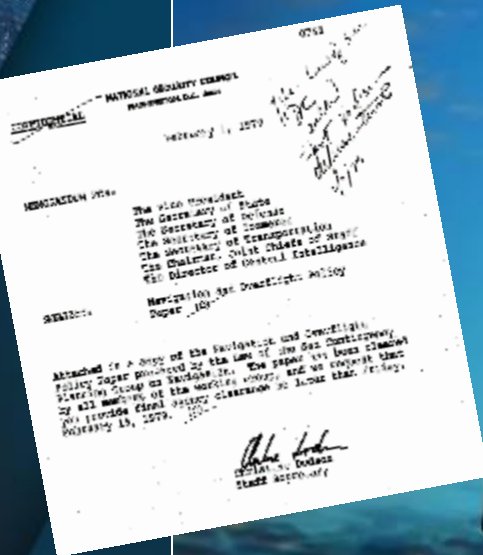 0742
NATIONAL SECURITY COUNCIL
WASHINGTON, D.C. 20506
CONFIDENTIAL
February 1, 1979
MEMORANDUM FOR:
The Vice President
The Secretary of State
The Secretary of Defense
The Secretary of Commerce
The Secretary of Transportation
The Chairman, Joint Chiefs of Staff
The Director of Central Intelligence
SUBJECT:
Navigation and Overflight Policy
Paper
Attached is a copy of the Navigation and Overflight
Policy Paper prepared by the Law of the Sea Contingency
Planning Group on Navigation. The paper has been cleared
by all members of the working group, and we request that
you provide final agency clearance no later than Friday,
February 15, 1979.
Christine Dodson
Staff Secretary